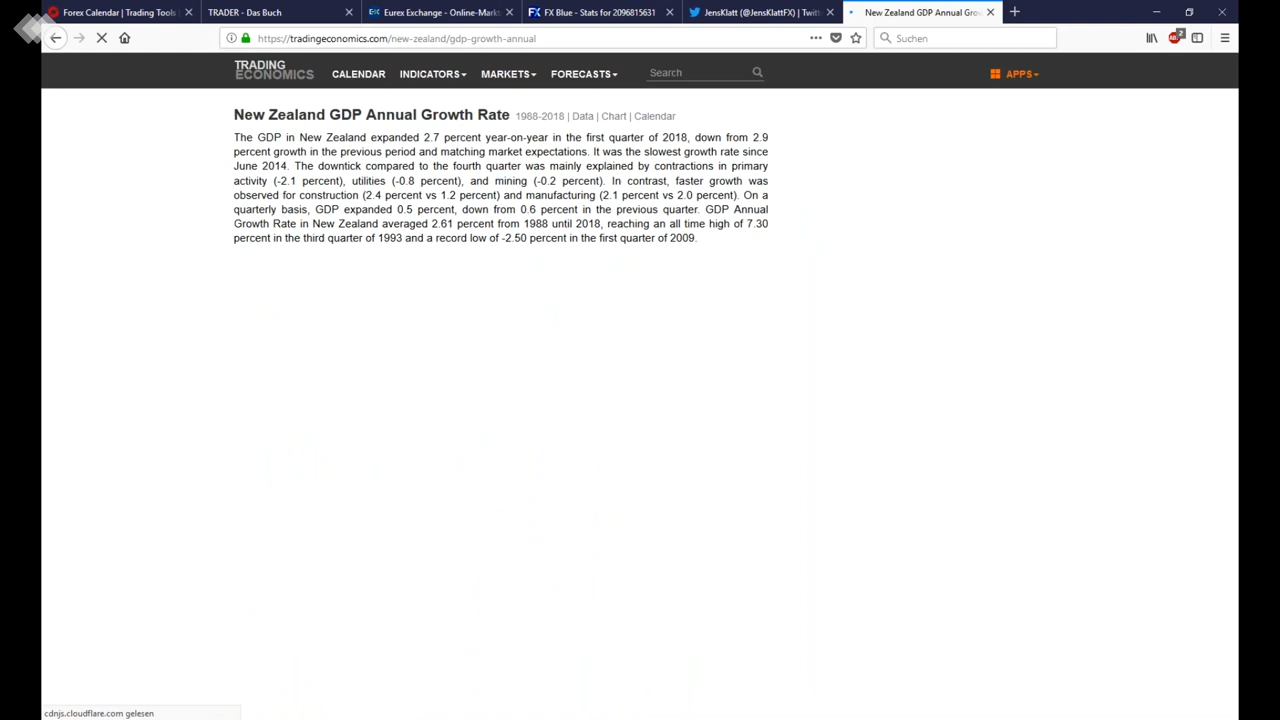 Forex Calendar | Trading Tools
TRADER - Das Buch
Eurex Exchange - Online-Markt
FX Blue - Stats for 2096815631
JensKlatt (@JensKlattFX) | Twitt
New Zealand GDP Annual Grow
https://tradingeconomics.com/new-zealand/gdp-growth-annual
Suchen
2
TRADING
ECONOMICS
CALENDAR
INDICATORS
MARKETS
FORECASTS
Search
APPS
New Zealand GDP Annual Growth Rate 1988-2018 | Data | Chart | Calendar
The GDP in New Zealand expanded 2.7 percent year-on-year in the first quarter of 2018, down from 2.9
percent growth in the previous period and matching market expectations. It was the slowest growth rate since
June 2014. The downtick compared to the fourth quarter was mainly explained by contractions in primary
activity (-2.1 percent), utilities (-0.8 percent), and mining (-0.2 percent). In contrast, faster growth was
observed for construction (2.4 percent vs 1.2 percent) and manufacturing (2.1 percent vs 2.0 percent). On a
quarterly basis, GDP expanded 0.5 percent, down from 0.6 percent in the previous quarter. GDP Annual
Growth Rate in New Zealand averaged 2.61 percent from 1988 until 2018, reaching an all time high of 7.30
percent in the third quarter of 1993 and a record low of -2.50 percent in the first quarter of 2009.
cdnjs.cloudflare.com gelesen